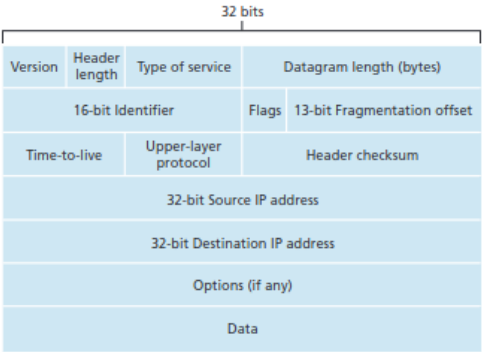 32 bits
Version
Header
length
Type of service
Datagram length (bytes)
16-bit Identifier
Flags
13-bit Fragmentation offset
Time-to-live
Upper-layer
protocol
Header checksum
32-bit Source IP address
32-bit Destination IP address
Options (if any)
Data